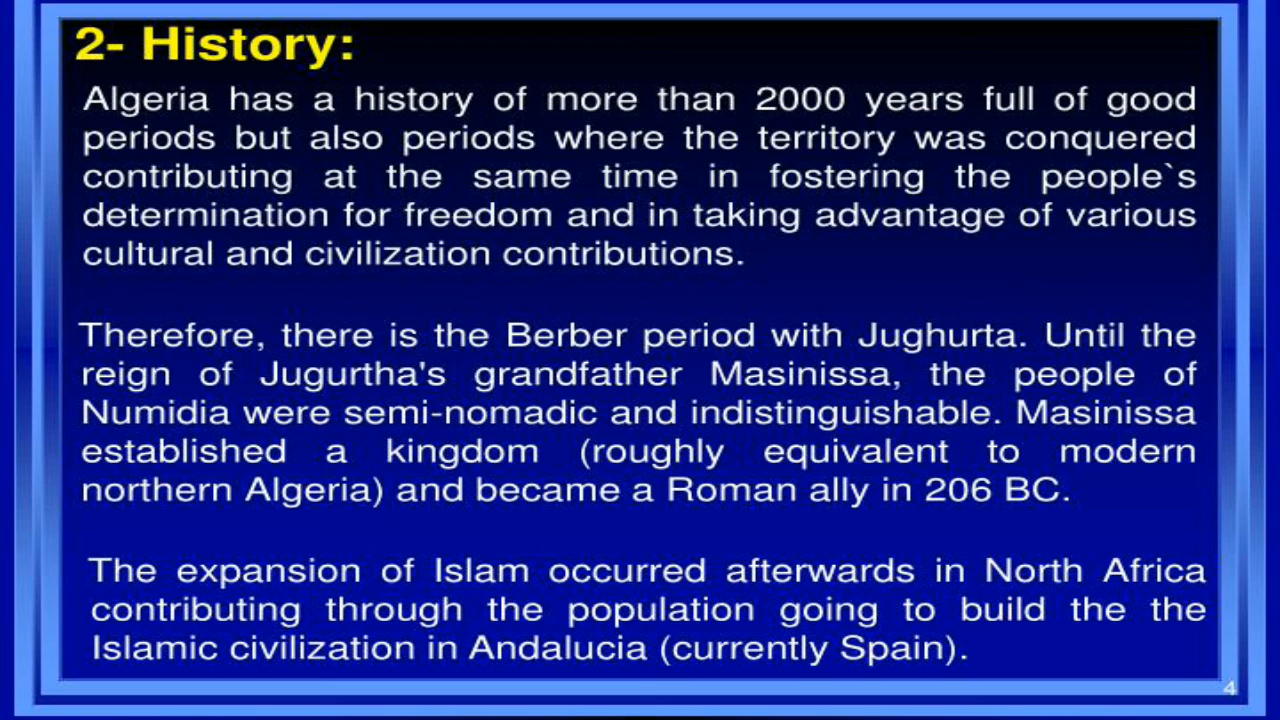 2- History:
Algeria has a history of more than 2000 years full of good
periods but also periods where the territory was conquered
contributing at the same time in fostering the people`s
determination for freedom and in taking advantage of various
cultural and civilization contributions.
Therefore, there is the Berber period with Jughurta. Until the
reign of Jugurtha's grandfather Masinissa, the people of
Numidia were semi-nomadic and indistinguishable. Masinissa
established a kingdom (roughly equivalent to modern
northern Algeria) and became a Roman ally in 206 BC.
The expansion of Islam occurred afterwards in North Africa
contributing through the population going to build the the
Islamic civilization in Andalucia (currently Spain).
4